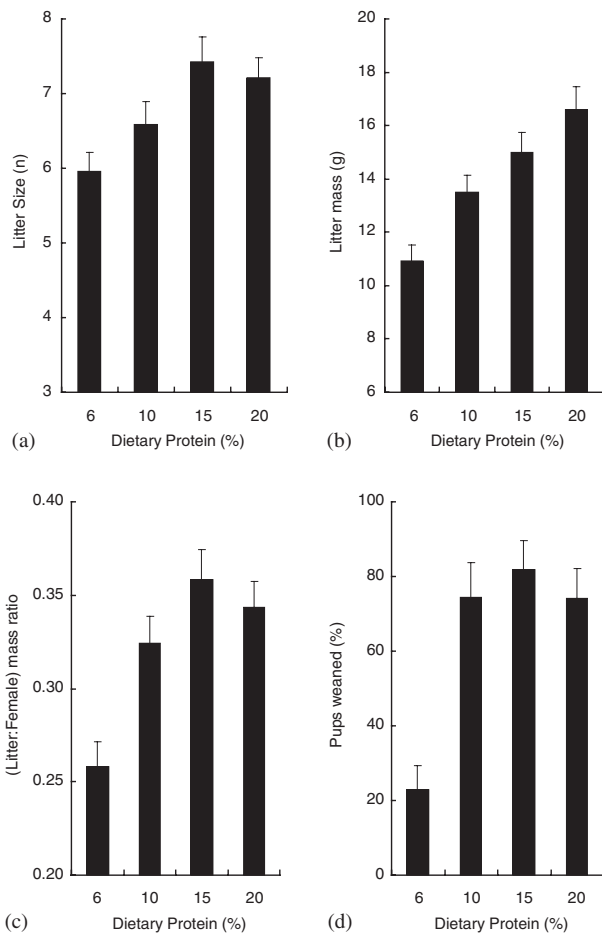 8
7
6
5
4
3
Litter Size (n)
6 10 15 20
Dietary Protein (%)
(a)
20
18
16
14
12
10
8
6
Litter mass (g)
6 10 15 20
Dietary Protein (%)
(b)
0.40
0.35
0.30
0.25
0.20
(Litter:Female) mass ratio
6 10 15 20
Dietary Protein (%)
(c)
100
80
60
40
20
0
Pups weaned (%)
6 10 15 20
Dietary Protein (%)
(d)